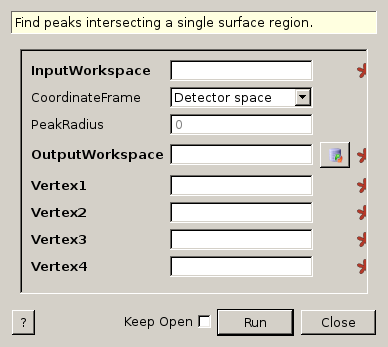 Find peaks intersecting a single surface region.
InputWorkspace
CoordinateFrame Detector space
PeakRadius 0
OutputWorkspace
Vertex1
Vertex2
Vertex3
Vertex4
? Keep Open Run Close